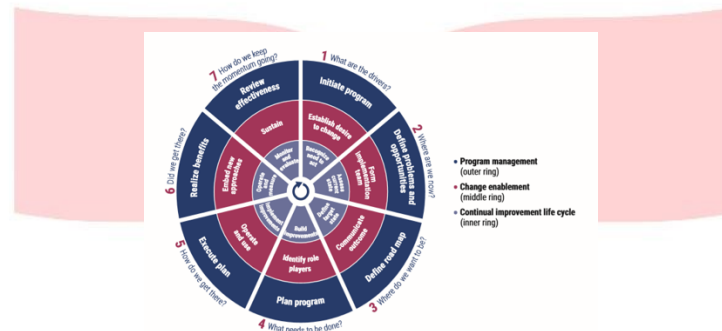 1 What are the drivers?
Initiate program
Establish desire
to change
Recognize
need to
act
2 Where are we now?
Define problems and
opportunities
Form
implementation
team
Assess
current
state
3 Where do we want to be?
Define road map
Communicate
outcome
Define
target
state
4 What needs to be done?
Plan program
Identify role
players
Build
improvements
5 How do we get there?
Execute plan
Operate
and use
Implement
improvements
6 Did we get there?
Realize benefits
Embed new
approaches
Operate
and
measure
7 How do we keep
the momentum going?
Review
effectiveness
Sustain
Monitor
and
evaluate
• Program management
(outer ring)
• Change enablement
(middle ring)
• Continual improvement life cycle
(inner ring)